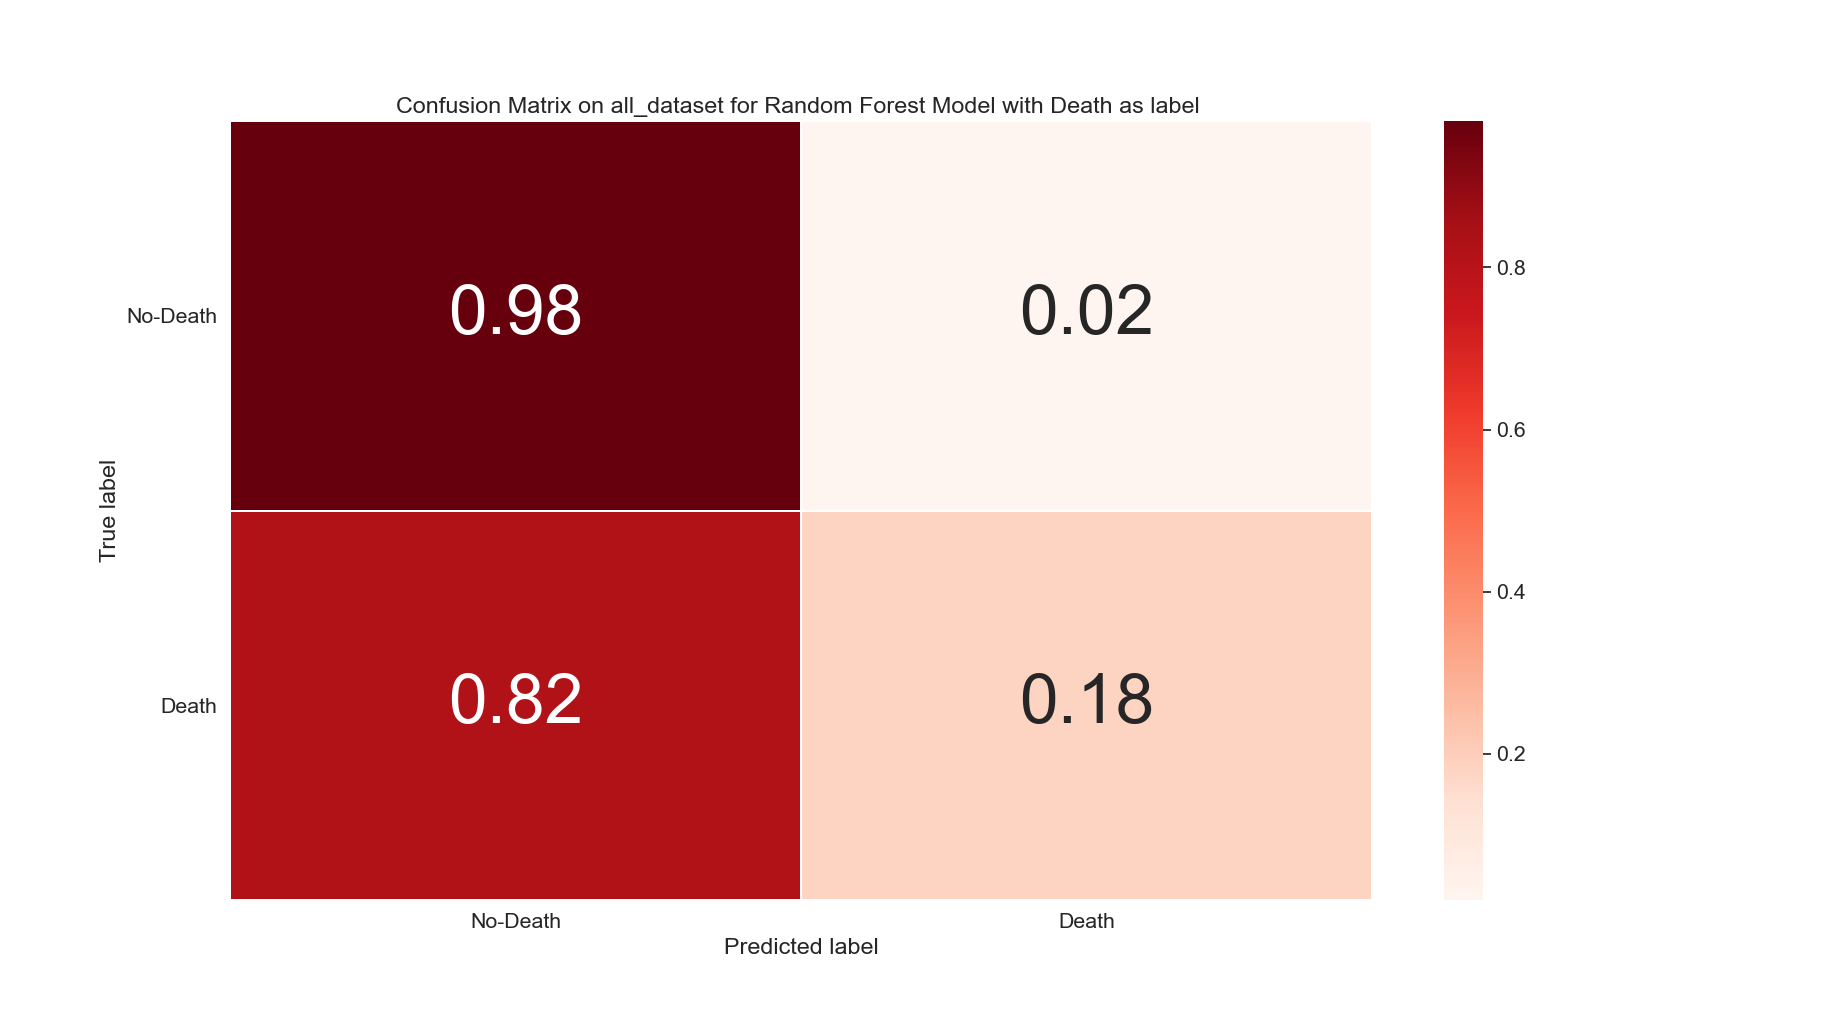 Confusion Matrix on all_dataset for Random Forest Model with Death as label
No-Death
0.98
0.02
Death
0.82
0.18
True label
No-Death
Death
Predicted label
0.8
0.6
0.4
0.2